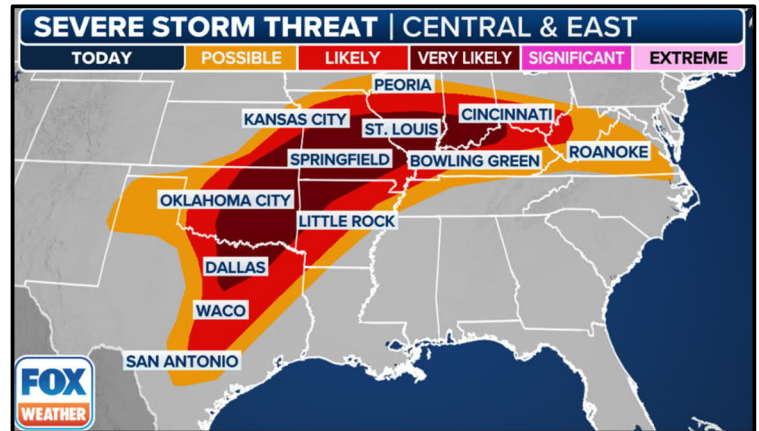 SEVERE STORM THREAT | CENTRAL & EAST
TODAY
POSSIBLE
LIKELY
VERY LIKELY
SIGNIFICANT
EXTREME
PEORIA
KANSAS CITY
CINCINNATI
ST. LOUIS
SPRINGFIELD
BOWLING GREEN
ROANOKE
OKLAHOMA CITY
LITTLE ROCK
DALLAS
WACO
SAN ANTONIO
FOX
WEATHER